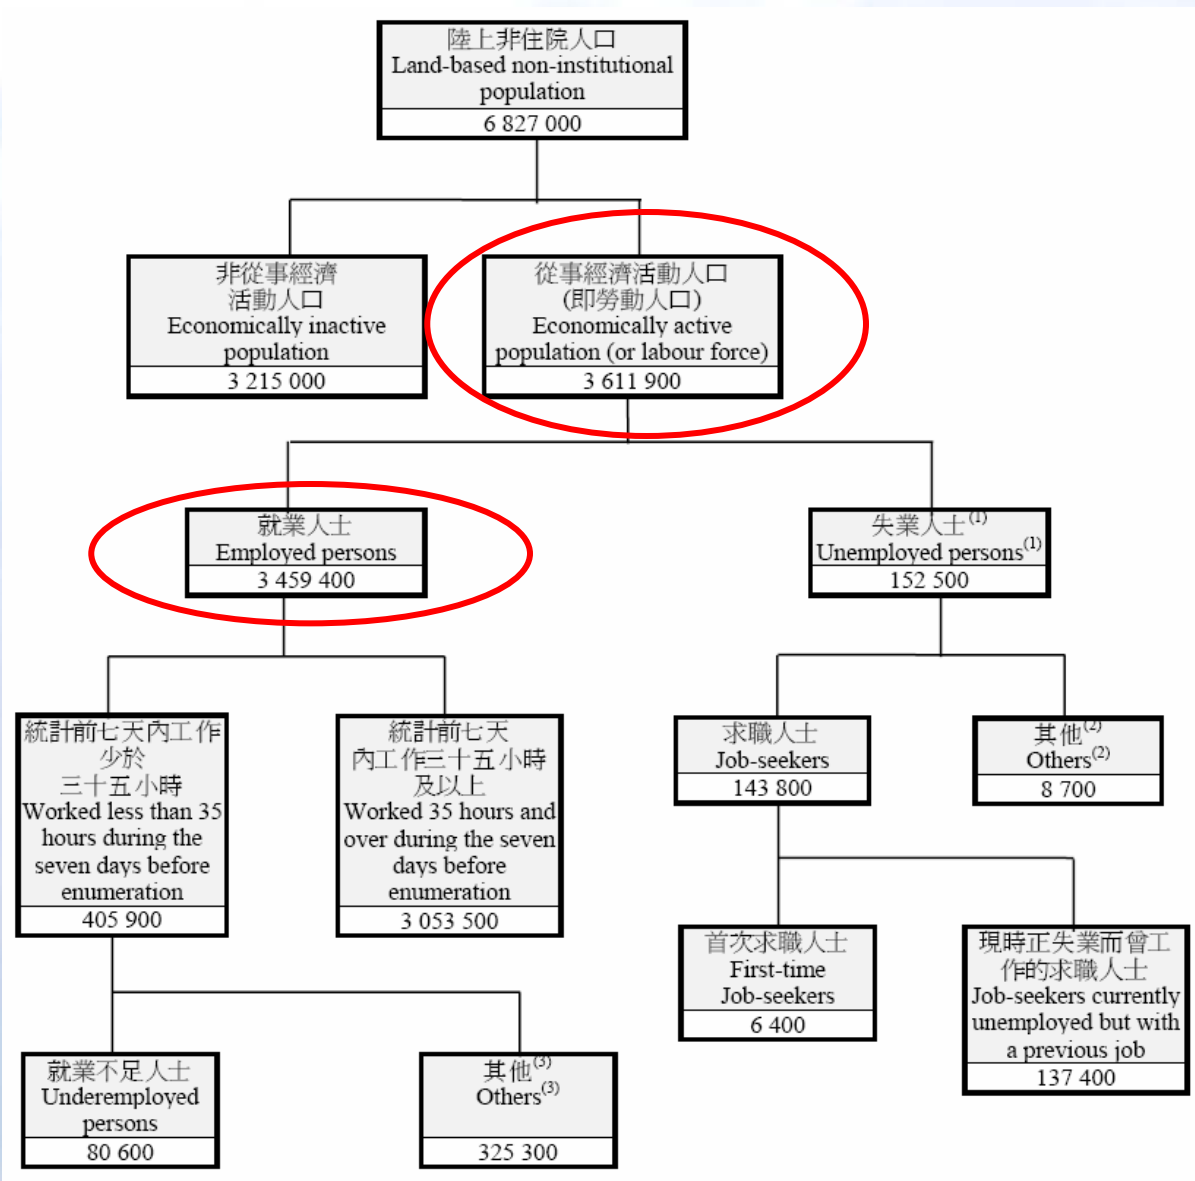 陸上非住院人口
Land-based non-institutional
population
6 827 000
非從事經濟
活動人口
Economically inactive
population
3 215 000
從事經濟活動人口
(即勞動人口)
Economically active
population (or labour force)
3 611 900
就業人士
Employed persons
3 459 400
失業人士(1)
Unemployed persons(1)
152 500
統計前七天內工作
少於
三十五小時
Worked less than 35
hours during the
seven days before
enumeration
405 900
統計前七天
內工作三十五小時
及以上
Worked 35 hours and
over during the seven
days before
enumeration
3 053 500
求職人士
Job-seekers
143 800
其他(2)
Others(2)
8 700
首次求職人士
First-time
Job-seekers
6 400
現時正失業而曾工
作的求職人士
Job-seekers currently
unemployed but with
a previous job
137 400
就業不足人士
Underemployed
persons
80 600
其他(3)
Others(3)
325 300